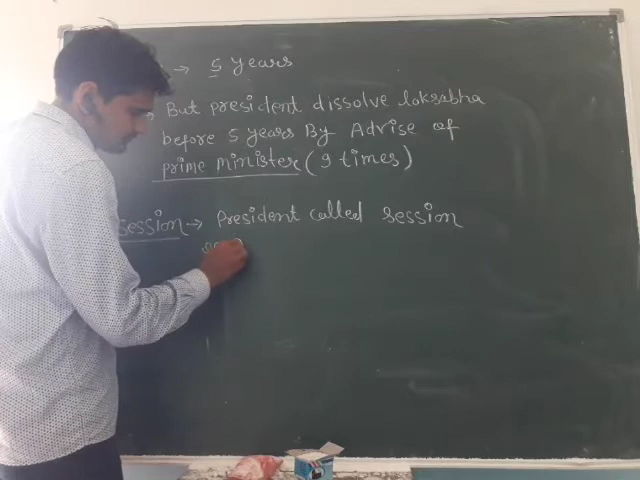 → 5 years
But president dissolve loksabha
before 5 years By Advise of
prime minister (9 times)
Session → President called session